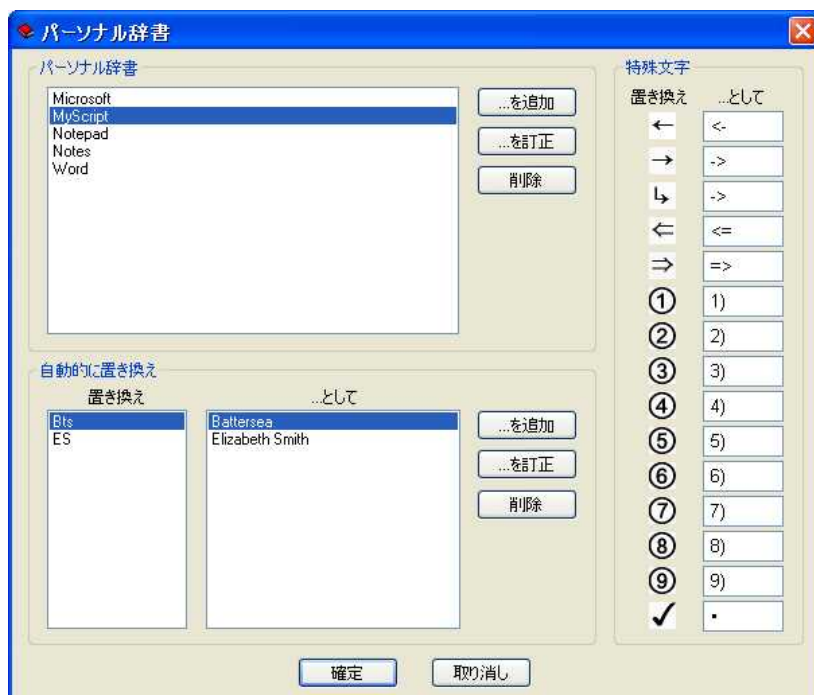 パーソナル辞書
パーソナル辞書
Microsoft
MyScript
Notepad
Notes
Word
...を追加
...を訂正
削除
自動的に置き換え
置き換え ...として
Bts Battersea
ES Elizabeth Smith
...を追加
...を訂正
削除
特殊文字
置き換え ...として
← <-
→ ->
↳ ->
⇐ <=
⇒ =>
① 1)
② 2)
③ 3)
④ 4)
⑤ 5)
⑥ 6)
⑦ 7)
⑧ 8)
⑨ 9)
✓ ▪
確定 取り消し